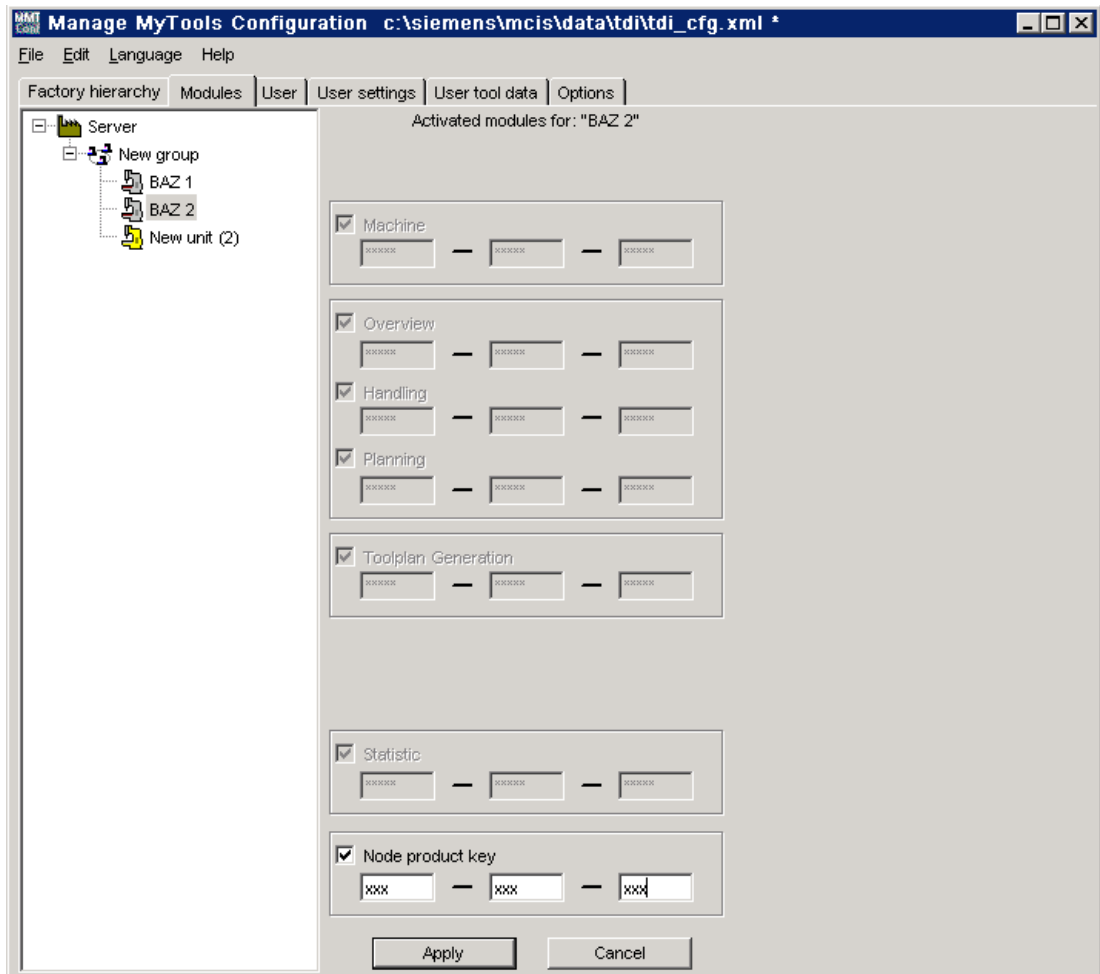 MMT Conf Manage MyTools Configuration c:\siemens\mcis\data\tdi\tdi_cfg.xml *
File Edit Language Help
Factory hierarchy Modules User User settings User tool data Options
Server
New group
BAZ 1
BAZ 2
New unit (2)
Activated modules for: "BAZ 2"
Machine
xxxxx — xxxxx — xxxxx
Overview
xxxxx — xxxxx — xxxxx
Handling
xxxxx — xxxxx — xxxxx
Planning
xxxxx — xxxxx — xxxxx
Toolplan Generation
xxxxx — xxxxx — xxxxx
Statistic
xxxxx — xxxxx — xxxxx
Node product key
xxx — xxx — xxx
Apply Cancel